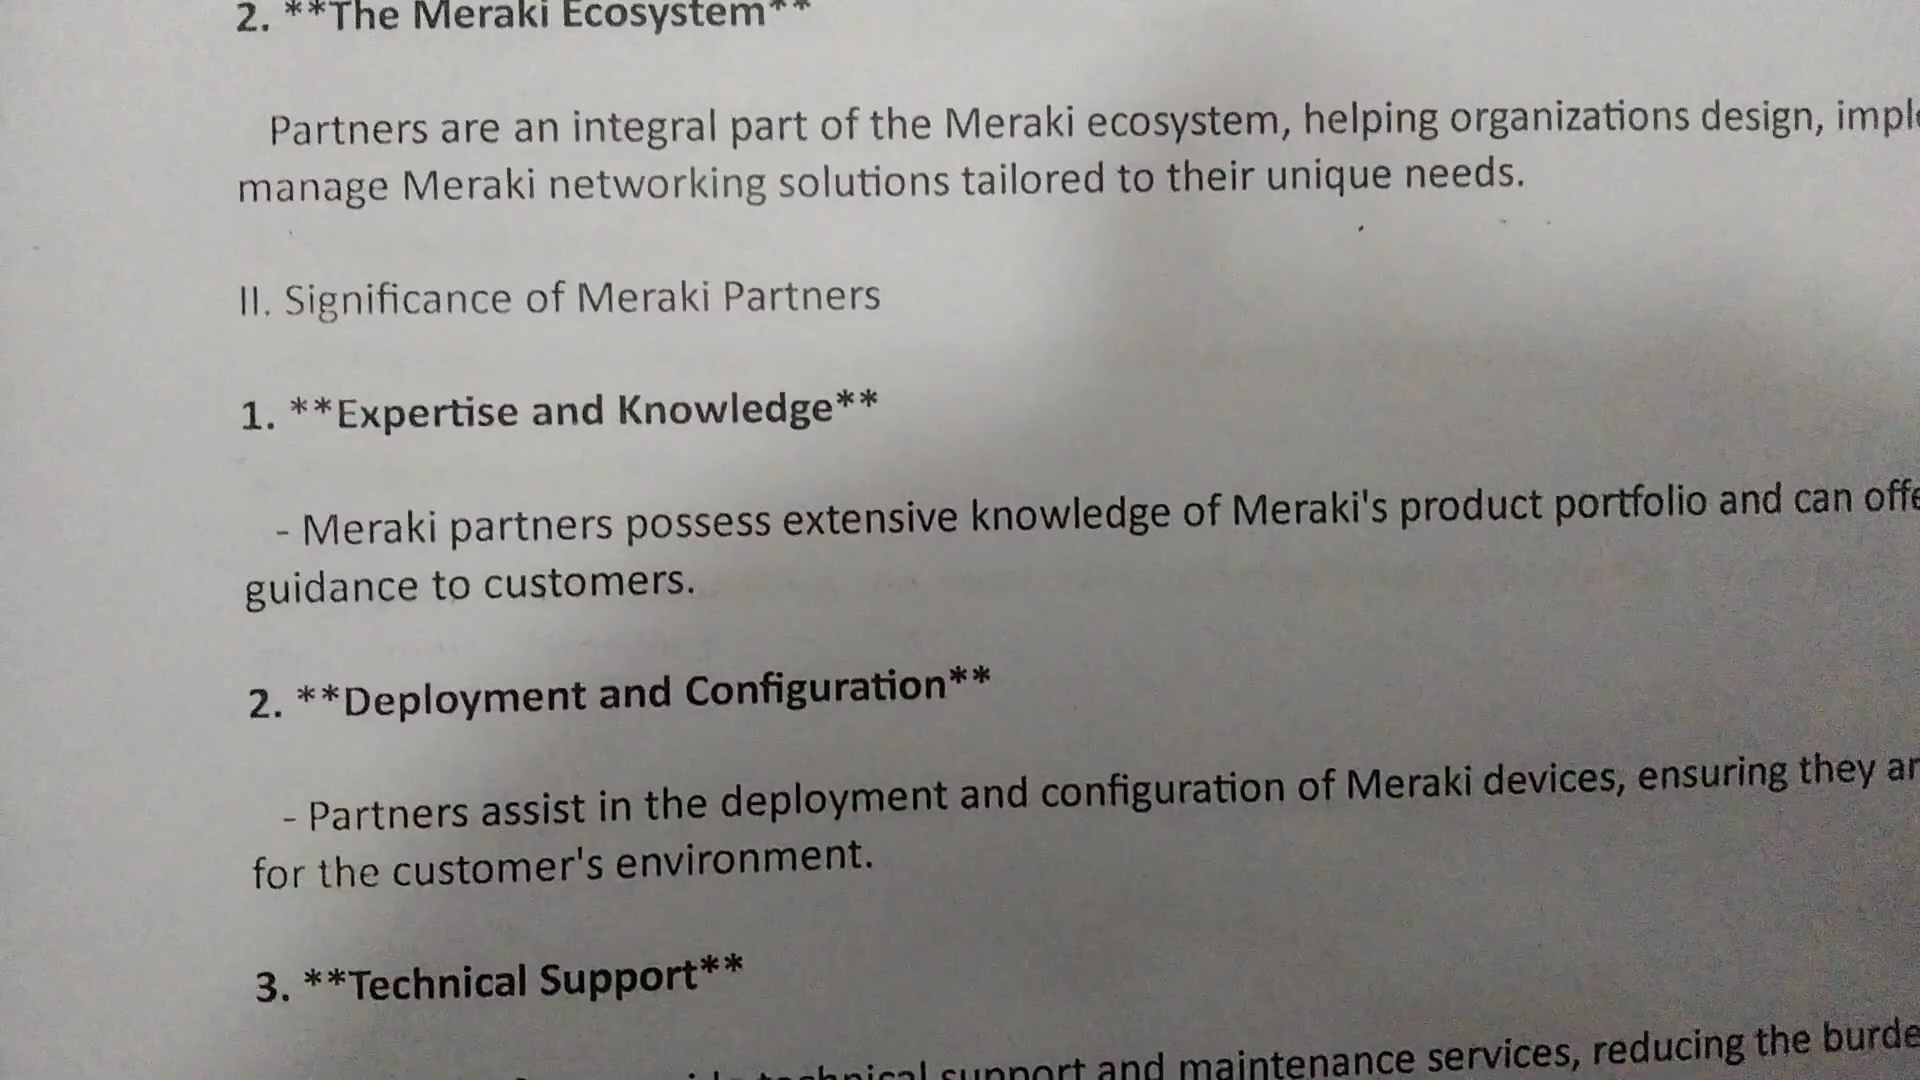 2. **The Meraki Ecosystem**
Partners are an integral part of the Meraki ecosystem, helping organizations design,
manage Meraki networking solutions tailored to their unique needs.
II. Significance of Meraki Partners
1. **Expertise and Knowledge**
- Meraki partners possess extensive knowledge of Meraki's product portfolio and can
guidance to customers.
2. **Deployment and Configuration**
- Partners assist in the deployment and configuration of Meraki devices, ensuring they
for the customer's environment.
3. **Technical Support**
technical support and maintenance services, reducing the